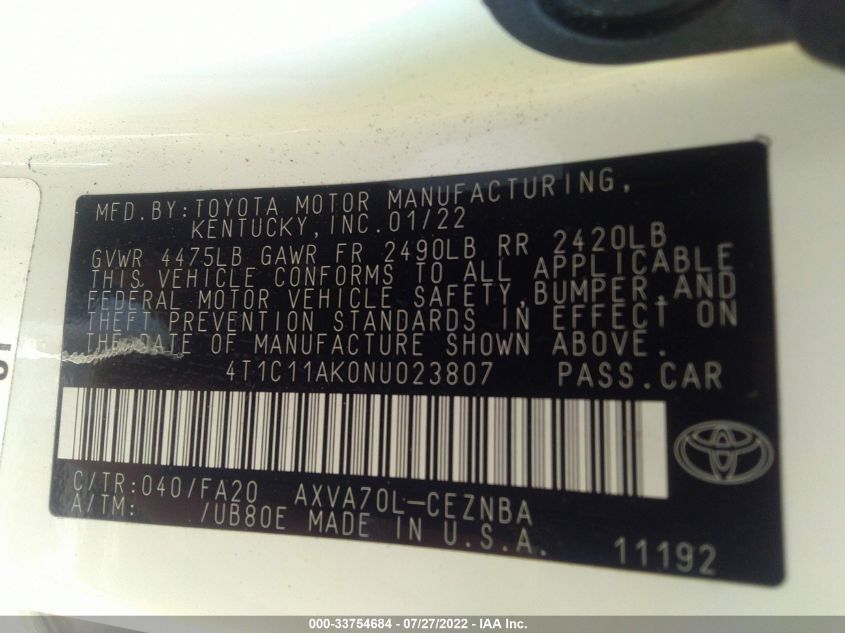 MFD.BY:TOYOTA MOTOR MANUFACTURING,
KENTUCKY,INC.01/22
GVWR 4475LB GAWR FR 2490LB RR 2420LB
THIS VEHICLE CONFORMS TO ALL APPLICABLE
FEDERAL MOTOR VEHICLE SAFETY,BUMPER,AND
THEFT PREVENTION STANDARDS IN EFFECT ON
THE DATE OF MANUFACTURE SHOWN ABOVE.
4T1C11AK0NU023807 PASS.CAR
C/TR:040/FA20 AXVA70L-CEZNBA
A/TM: /UB80E MADE IN U.S.A.
11192
000-33754684 - 07/27/2022 - IAA Inc.